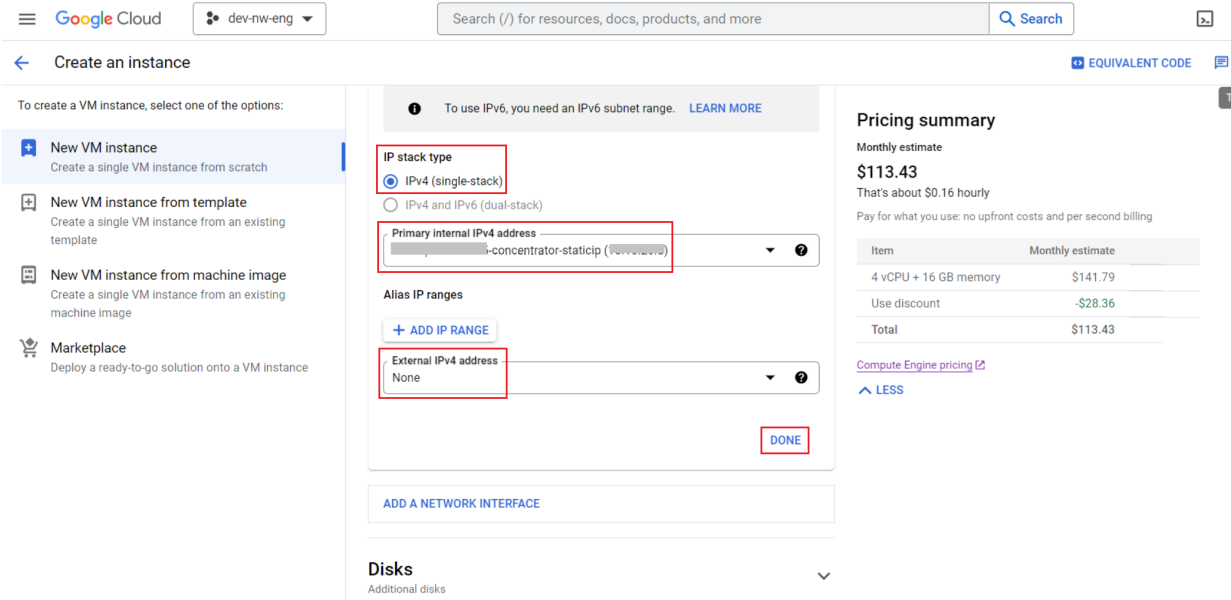 Google Cloud
dev-nw-eng
Search (/) for resources, docs, products, and more
Search
Create an instance
EQUIVALENT CODE
To create a VM instance, select one of the options:
New VM instance
Create a single VM instance from scratch
New VM instance from template
Create a single VM instance from an existing
template
New VM instance from machine image
Create a single VM instance from an existing
machine image
Marketplace
Deploy a ready-to-go solution onto a VM instance
To use IPv6, you need an IPv6 subnet range. LEARN MORE
IP stack type
IPv4 (single-stack)
IPv4 and IPv6 (dual-stack)
Primary internal IPv4 address
-concentrator-staticip (
Alias IP ranges
+ ADD IP RANGE
External IPv4 address
None
DONE
ADD A NETWORK INTERFACE
Disks
Additional disks
T
Pricing summary
Monthly estimate
$113.43
That's about $0.16 hourly
Pay for what you use: no upfront costs and per second billing
Item Monthly estimate
4 vCPU + 16 GB memory $141.79
Use discount -$28.36
Total $113.43
Compute Engine pricing
LESS